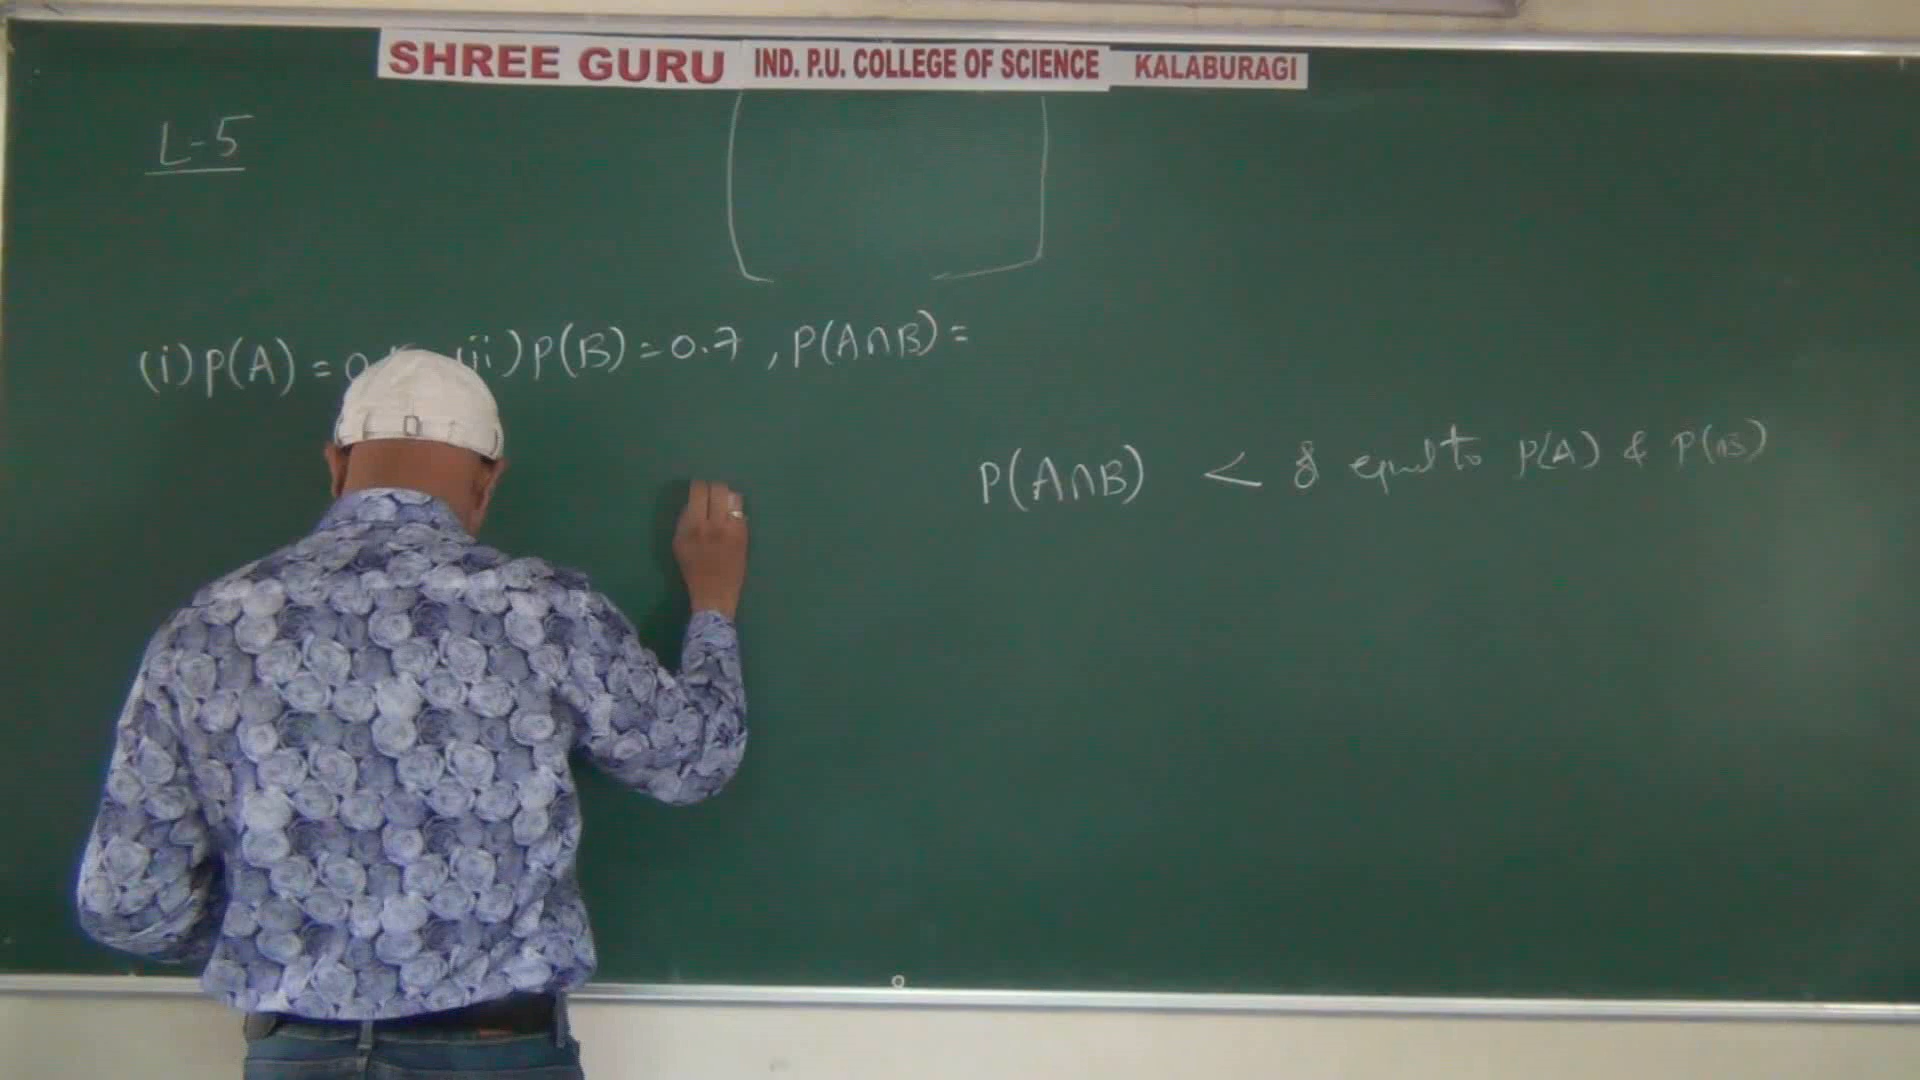 SHREE GURU IND. P.U. COLLEGE OF SCIENCE KALABURAGI
L-5
(i) P(A) = 0. ii) P(B) = 0.7 , P(A∩B) =
P(A∩B) < & equal to P(A) & P(B)